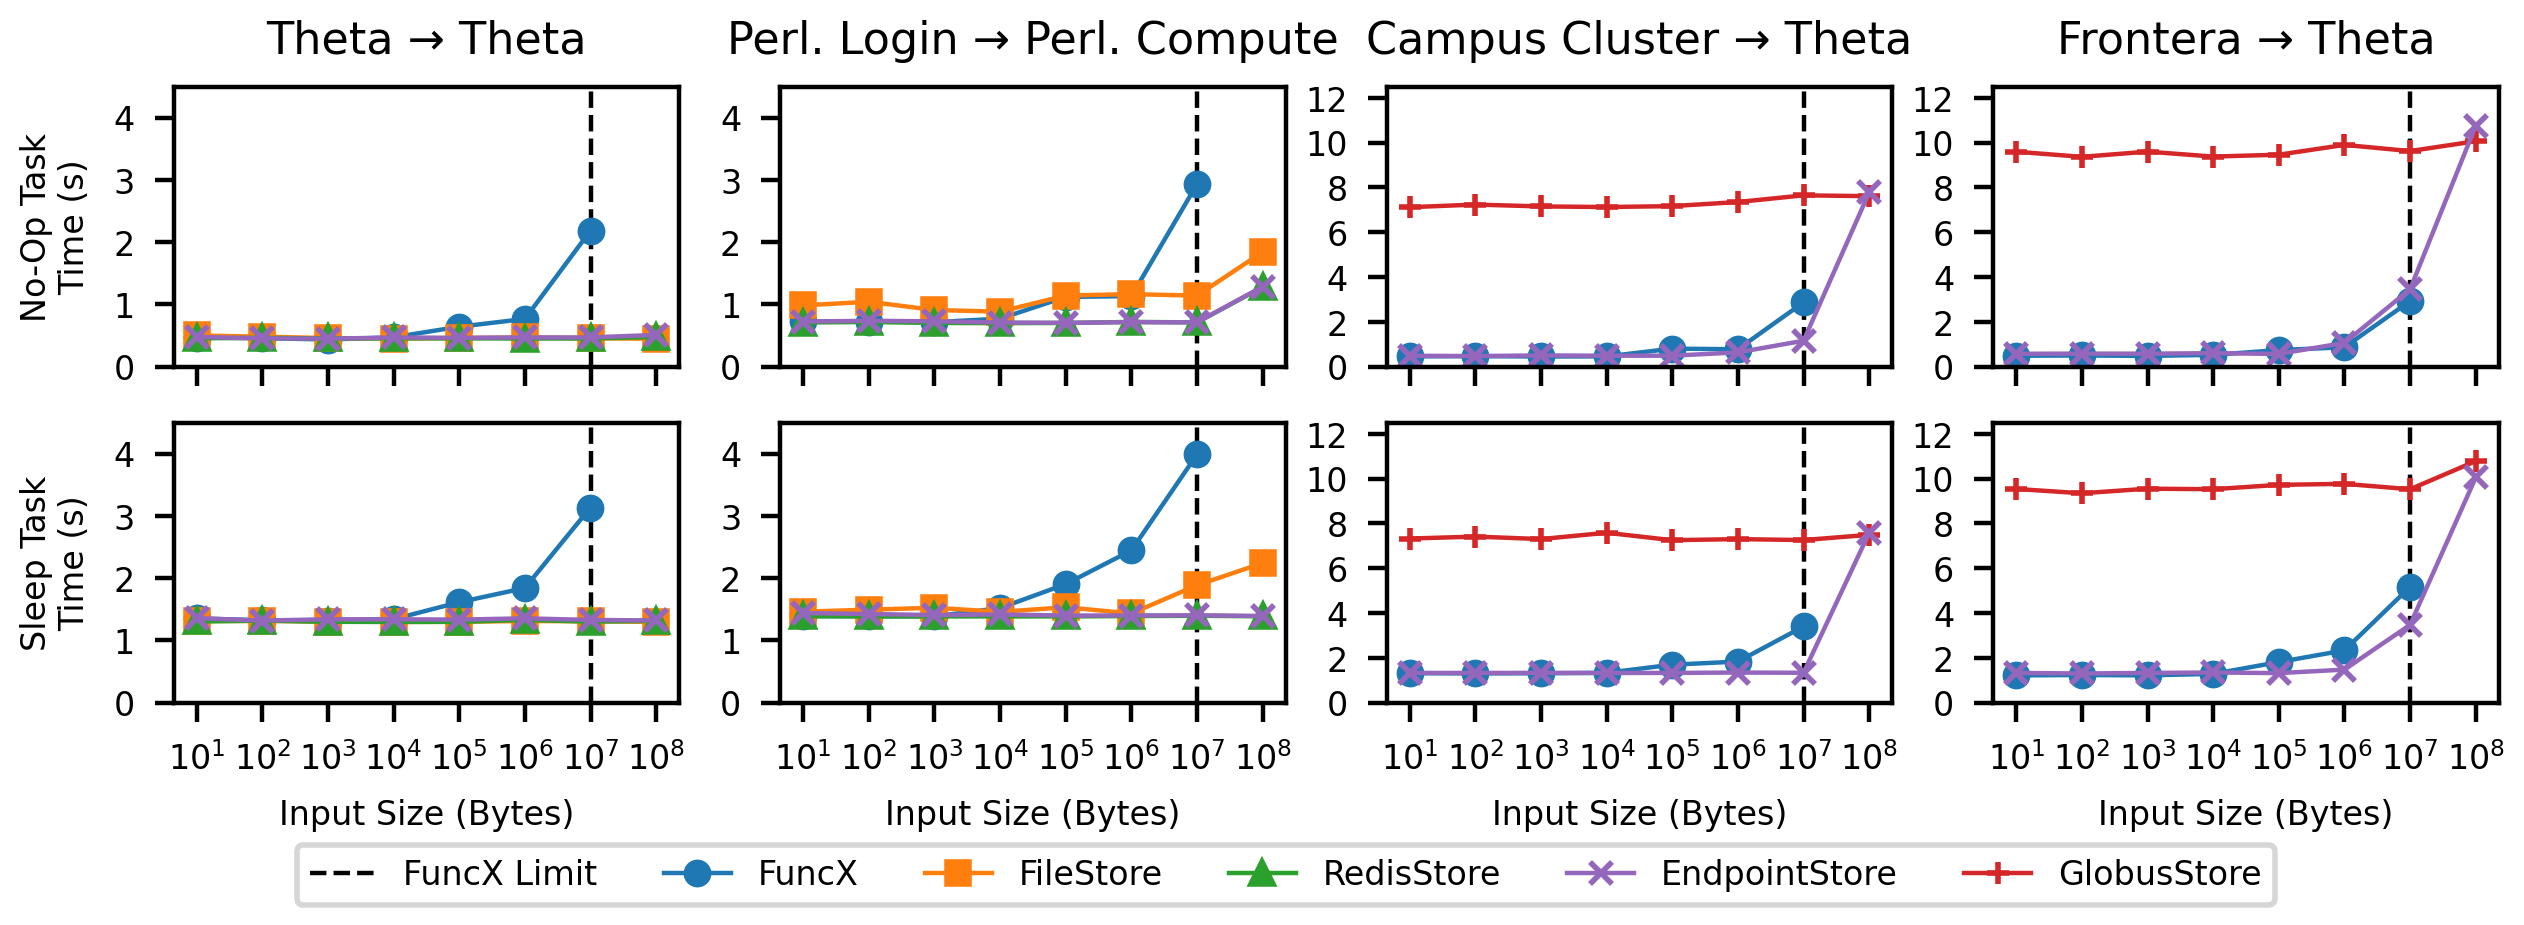 Theta → Theta
Perl. Login → Perl. Compute
Campus Cluster → Theta
Frontera → Theta
No-Op Task
Time (s)
4
3
2
1
0
4
3
2
1
0
12
10
8
6
4
2
0
12
10
8
6
4
2
0
Sleep Task
Time (s)
4
3
2
1
0
4
3
2
1
0
12
10
8
6
4
2
0
12
10
8
6
4
2
0
10¹ 10² 10³ 10⁴ 10⁵ 10⁶ 10⁷ 10⁸
10¹ 10² 10³ 10⁴ 10⁵ 10⁶ 10⁷ 10⁸
10¹ 10² 10³ 10⁴ 10⁵ 10⁶ 10⁷ 10⁸
10¹ 10² 10³ 10⁴ 10⁵ 10⁶ 10⁷ 10⁸
Input Size (Bytes)
Input Size (Bytes)
Input Size (Bytes)
Input Size (Bytes)
FuncX Limit FuncX FileStore RedisStore EndpointStore GlobusStore